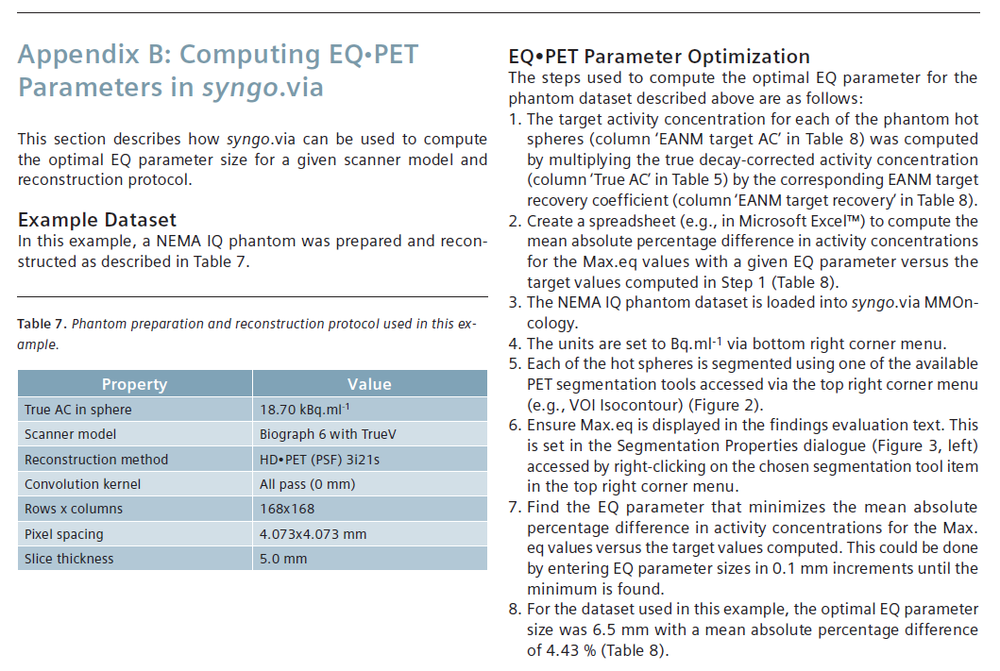 Appendix B: Computing EQ•PET
Parameters in syngo.via
This section describes how syngo.via can be used to compute
the optimal EQ parameter size for a given scanner model and
reconstruction protocol.
Example Dataset
In this example, a NEMA IQ phantom was prepared and recon-
structed as described in Table 7.
Table 7. Phantom preparation and reconstruction protocol used in this ex-
ample.
Property Value
True AC in sphere 18.70 kBq.ml-1
Scanner model Biograph 6 with TrueV
Reconstruction method HD•PET (PSF) 3i21s
Convolution kernel All pass (0 mm)
Rows x columns 168x168
Pixel spacing 4.073x4.073 mm
Slice thickness 5.0 mm
EQ•PET Parameter Optimization
The steps used to compute the optimal EQ parameter for the
phantom dataset described above are as follows:
1. The target activity concentration for each of the phantom hot
spheres (column ‘EANM target AC’ in Table 8) was computed
by multiplying the true decay-corrected activity concentration
(column ‘True AC’ in Table 5) by the corresponding EANM target
recovery coefficient (column ‘EANM target recovery’ in Table 8).
2. Create a spreadsheet (e.g., in Microsoft Excel™) to compute the
mean absolute percentage difference in activity concentrations
for the Max.eq values with a given EQ parameter versus the
target values computed in Step 1 (Table 8).
3. The NEMA IQ phantom dataset is loaded into syngo.via MMOn-
cology.
4. The units are set to Bq.ml-1 via bottom right corner menu.
5. Each of the hot spheres is segmented using one of the available
PET segmentation tools accessed via the top right corner menu
(e.g., VOI Isocontour) (Figure 2).
6. Ensure Max.eq is displayed in the findings evaluation text. This
is set in the Segmentation Properties dialogue (Figure 3, left)
accessed by right-clicking on the chosen segmentation tool item
in the top right corner menu.
7. Find the EQ parameter that minimizes the mean absolute
percentage difference in activity concentrations for the Max.
eq values versus the target values computed. This could be done
by entering EQ parameter sizes in 0.1 mm increments until the
minimum is found.
8. For the dataset used in this example, the optimal EQ parameter
size was 6.5 mm with a mean absolute percentage difference
of 4.43 % (Table 8).